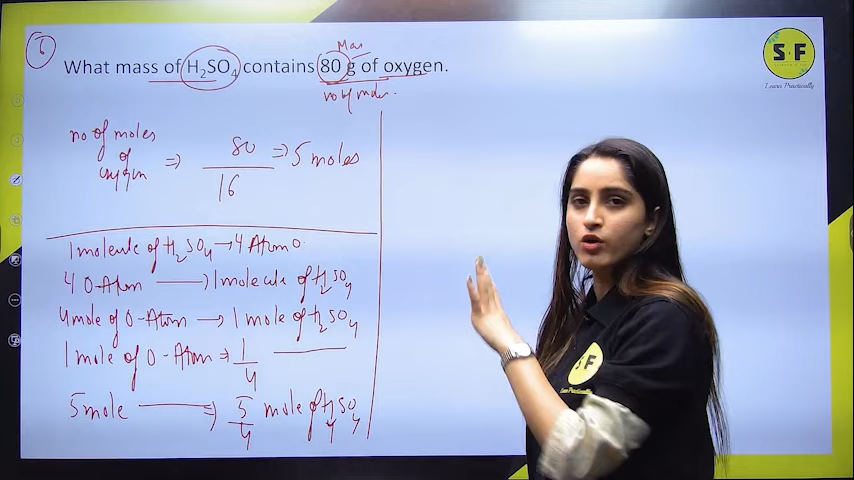 6
What mass of H₂SO₄ contains 80 g of oxygen.
Mass
no of moles.
no of moles
of
oxygen ⇒ 80/16 ⇒ 5 moles
1 molecule of H₂SO₄ → 4 Atom O.
4 O-Atom → 1 molecule of H₂SO₄
4 mole of O-Atom → 1 mole of H₂SO₄
1 mole of O-Atom ⇒ 1/4
5 mole ⇒ 5/4 mole of H₂SO₄
S F
Learn Practically
S F
Learn Practically